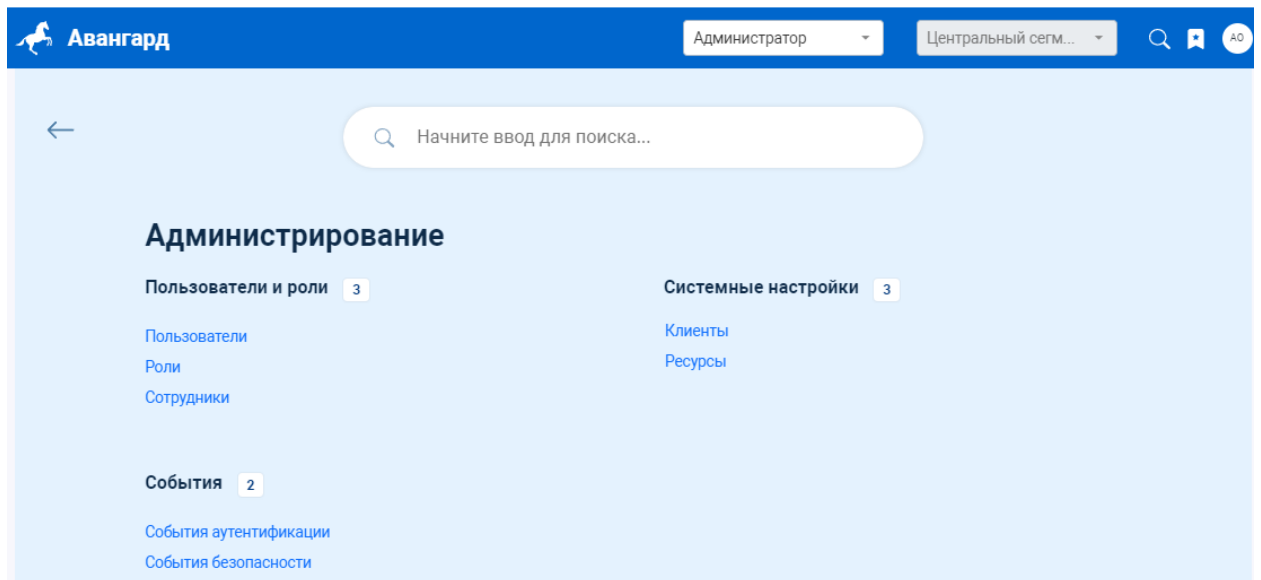 Авангард
Администратор
Центральный сегм...
АО
Начните ввод для поиска...
Администрирование
Пользователи и роли 3
Пользователи
Роли
Сотрудники
Системные настройки 3
Клиенты
Ресурсы
События 2
События аутентификации
События безопасности